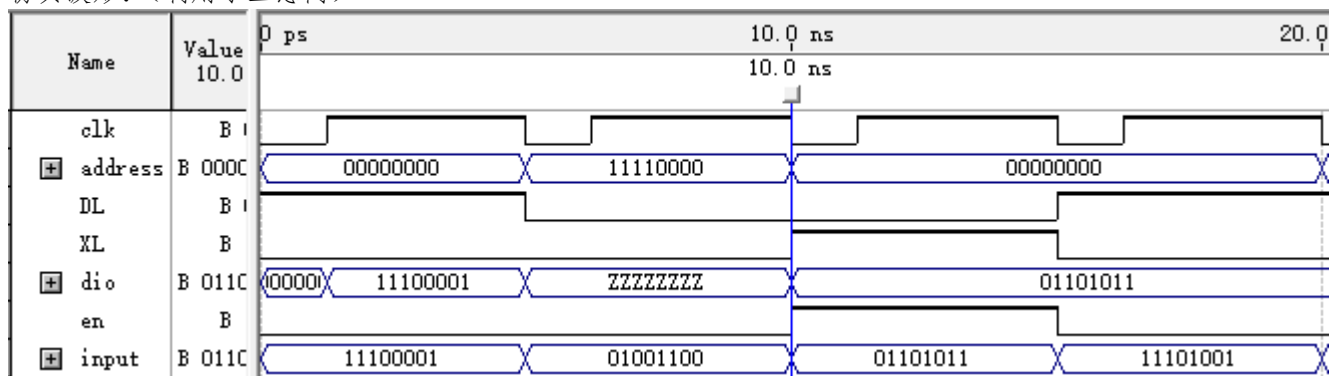 0 ps 10.0 ns 20.0
Name Value 10.0 10.0 ns
clk B
address B 0000 00000000 11110000 00000000
DL B
XL B
dio B 0110 00000 11100001 ZZZZZZZZ 01101011
en B
input B 0110 11100001 01001100 01101011 11101001